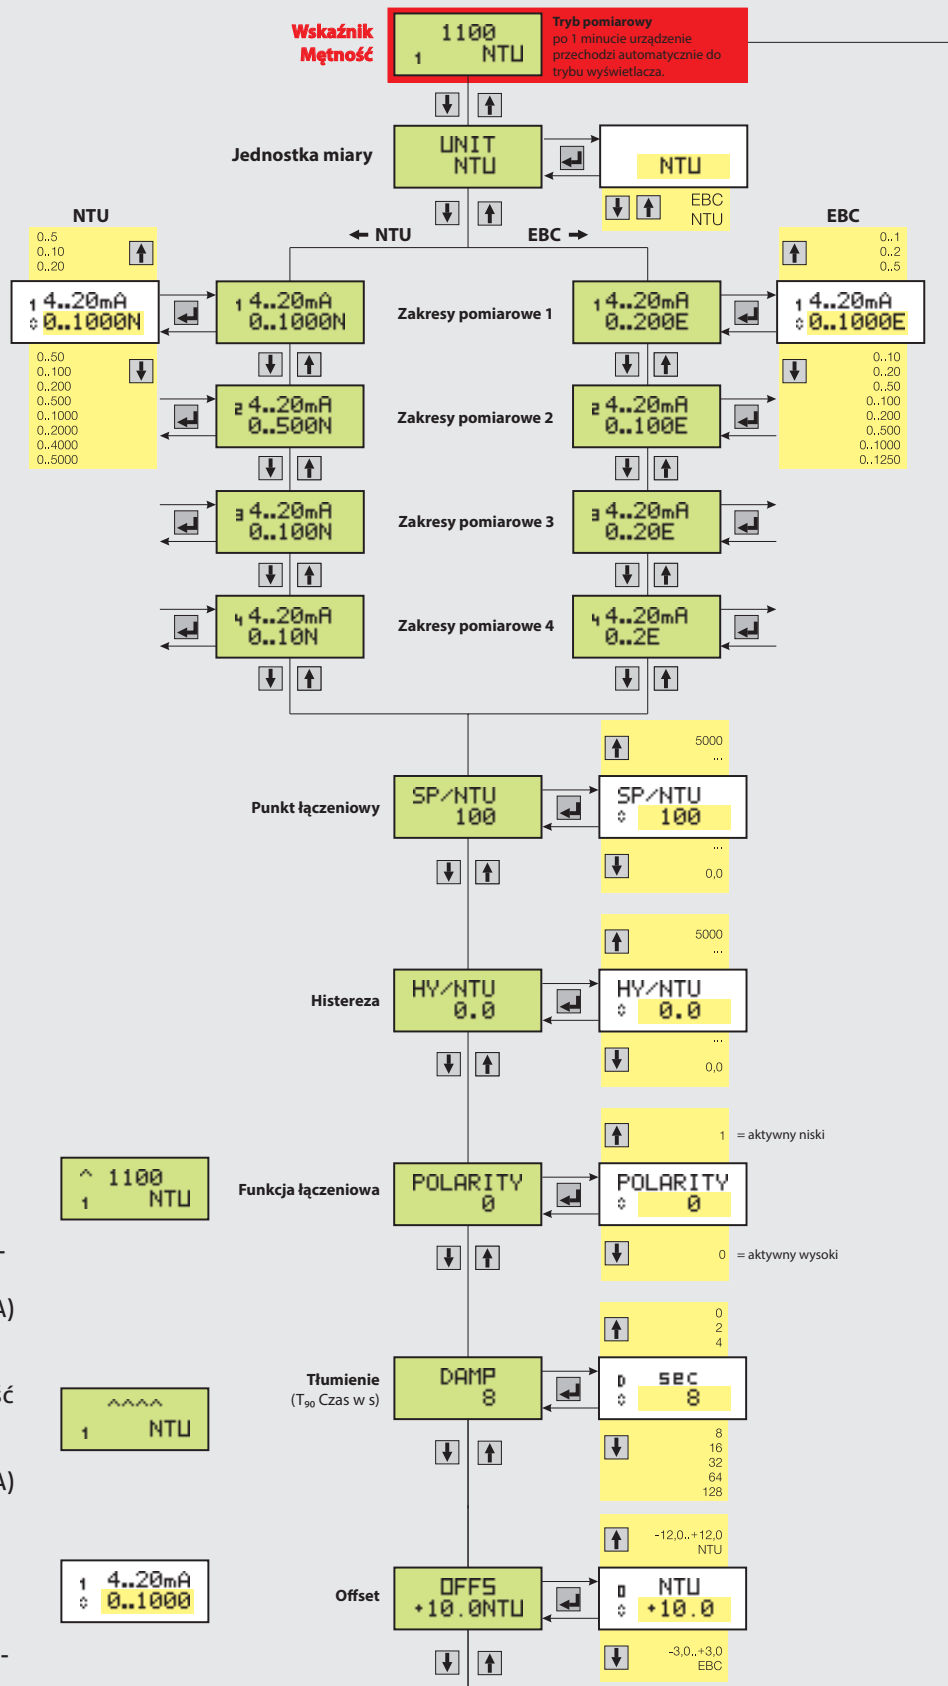 Wskaźnik
Mętność
1100
1 NTU
Tryb pomiarowy
po 1 minucie urządzenie
przechodzi automatycznie do
trybu wyświetlacza.
Jednostka miary
UNIT
NTU
NTU
EBC
NTU
← NTU
EBC →
NTU
0..5
0..10
0..20
1 4..20mA
0..1000N
0..50
0..100
0..200
0..500
0..1000
0..2000
0..4000
0..5000
1 4..20mA
0..1000N
Zakresy pomiarowe 1
1 4..20mA
0..200E
EBC
0..1
0..2
0..5
1 4..20mA
0..1000E
0..10
0..20
0..50
0..100
0..200
0..500
0..1000
0..1250
2 4..20mA
0..500N
Zakresy pomiarowe 2
2 4..20mA
0..100E
3 4..20mA
0..100N
Zakresy pomiarowe 3
3 4..20mA
0..20E
4 4..20mA
0..10N
Zakresy pomiarowe 4
4 4..20mA
0..2E
Punkt łączeniowy
SP/NTU
100
5000
...
SP/NTU
100
...
0,0
Histereza
HY/NTU
0.0
5000
...
HY/NTU
0.0
...
0,0
^ 1100
1 NTU
Funkcja łączeniowa
POLARITY
0
1 = aktywny niski
POLARITY
0
0 = aktywny wysoki
-
A)
ść
^^^^
1 NTU
A)
Tłumienie
(T₉₀ Czas w s)
DAMP
8
0
2
4
D sec
8
8
16
32
64
128
1 4..20mA
0..1000
-
Offset
OFFS
+10.0NTU
-12,0..+12,0
NTU
O NTU
+10.0
-3,0..+3,0
EBC